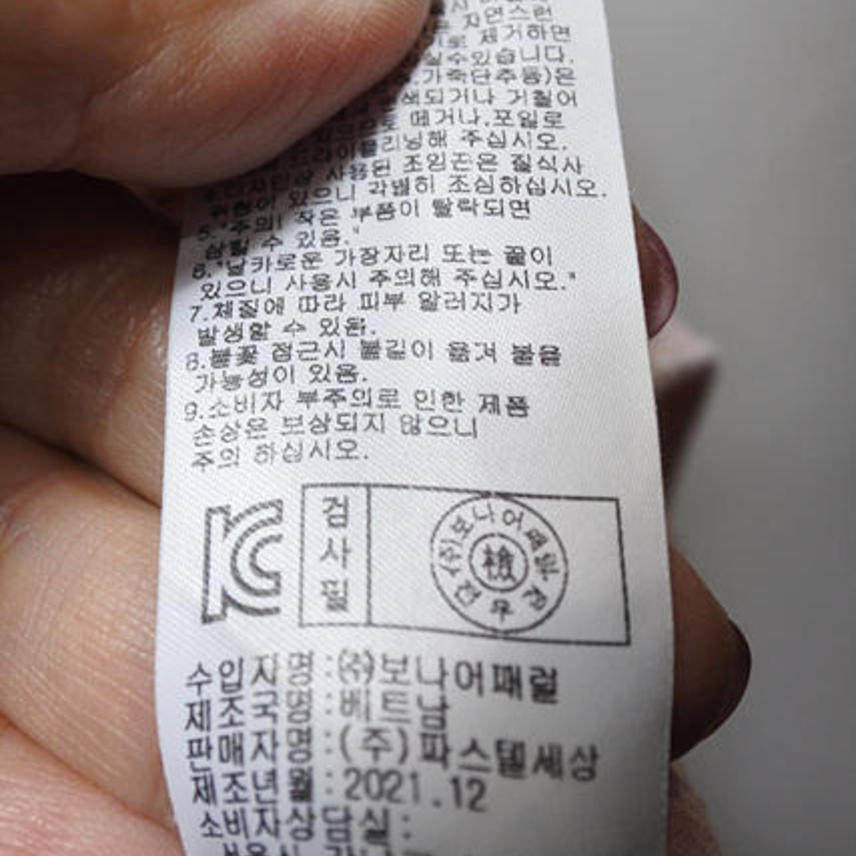 자연스런
제거하면
수있습니다.
가죽단추등)은
색되거나 거칠어
떼거나,포일로
드라이클리닝해 주십시오.
사용된 조임끈은 질식사
위험이 있으니 각별히 조심하십시오.
5."주의! 작은 부품이 탈락되면
삼킬 수 있음."
6."날카로운 가장자리 또는 끝이
있으니 사용시 주의해 주십시오."
7.체질에 따라 피부 알러지가
발생할 수 있음.
8.불꽃 접근시 불길이 옮겨 붙을
가능성이 있음.
9.소비자 부주의로 인한 제품
손상은 보상되지 않으니
주의 하십시오.
KC
검사필
(주)보나어패럴
檢
수입자명:(주)보나어패럴
제조국명:베트남
판매자명:(주)파스텔세상
제조년월:2021.12
소비자상담실: